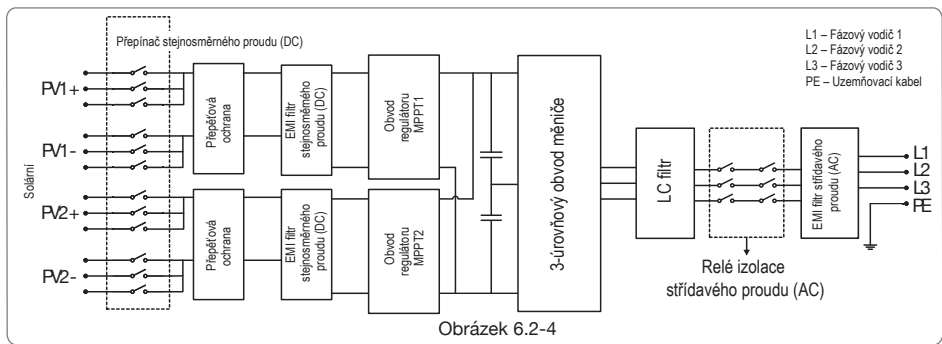 Přepínač stejnosměrného proudu (DC)
L1 – Fázový vodič 1
L2 – Fázový vodič 2
L3 – Fázový vodič 3
PE – Uzemňovací kabel
Solární
PV1+
PV1-
PV2+
PV2-
Přepěťová
ochrana
EMI filtr
stejnosměrného
proudu (DC)
Obvod
regulátoru
MPPT1
Přepěťová
ochrana
EMI filtr
stejnosměrného
proudu (DC)
Obvod
regulátoru
MPPT2
3-úrovňový obvod měniče
LC filtr
Relé izolace
střídavého proudu (AC)
EMI filtr střídavého
proudu (AC)
L1
L2
L3
PE
Obrázek 6.2-4